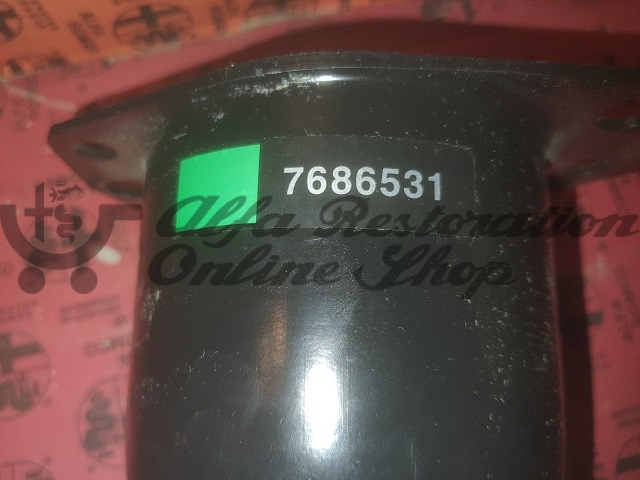 7686531
Alfa Restoration
Online Shop